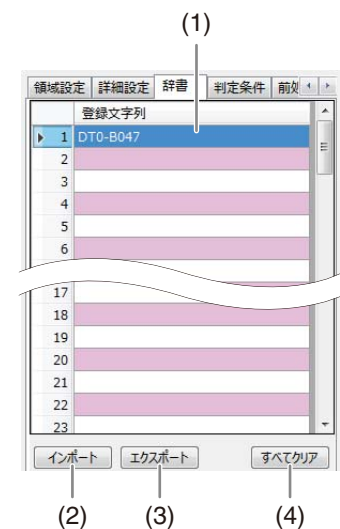 (1)
領域設定 詳細設定 辞書 判定条件 前処
登録文字列
1 DT0-B047
2
3
4
5
6
17
18
19
20
21
22
23
インポート エクスポート すべてクリア
(2) (3) (4)